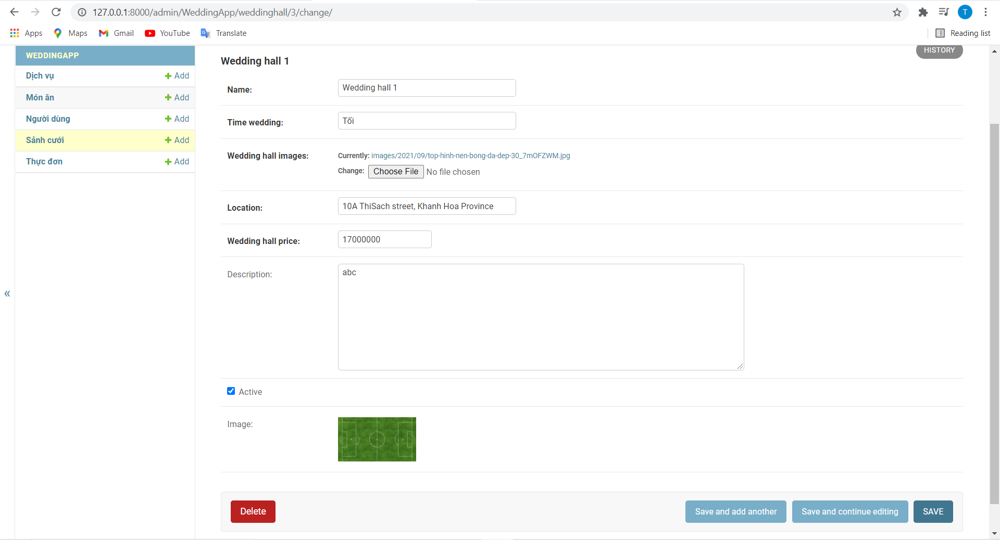 127.0.0.1:8000/admin/WeddingApp/weddinghall/3/change/
T
Apps
Maps
Gmail
YouTube
Translate
Reading list
WEDDINGAPP
Dịch vụ
Add
Món ăn
Add
Người dùng
Add
Sảnh cưới
Add
Thực đơn
Add
«
HISTORY
Wedding hall 1
Name:
Wedding hall 1
Time wedding:
Tối
Wedding hall images:
Currently: images/2021/09/top-hinh-nen-bong-da-dep-30_7mOFZWM.jpg
Change: Choose File No file chosen
Location:
10A ThiSach street, Khanh Hoa Province
Wedding hall price:
17000000
Description:
abc
Active
Image:
Delete
Save and add another
Save and continue editing
SAVE